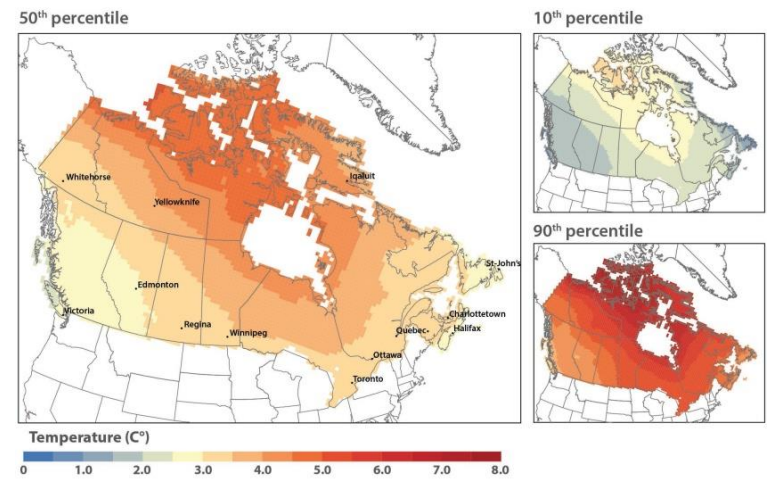 50th percentile
10th percentile
Whitehorse
Yellowknife
Iqaluit
St-John's
Edmonton
Victoria
Regina
Winnipeg
Charlottetown
Halifax
Quebec
Ottawa
Toronto
90th percentile
Temperature (C°)
0 1.0 2.0 3.0 4.0 5.0 6.0 7.0 8.0